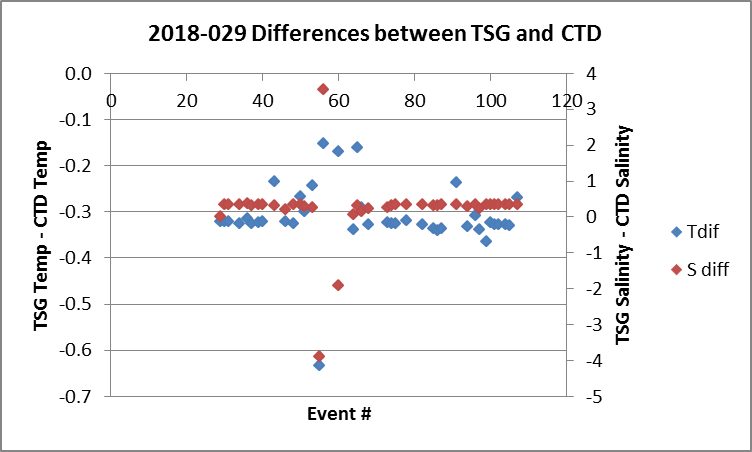 2018-029 Differences between TSG and CTD
TSG Temp - CTD Temp
0.0
-0.1
-0.2
-0.3
-0.4
-0.5
-0.6
-0.7
0 20 40 60 80 100 120
4
3
2
1
0
-1
-2
-3
-4
-5
TSG Salinity - CTD Salinity
Tdif
S diff
Event #